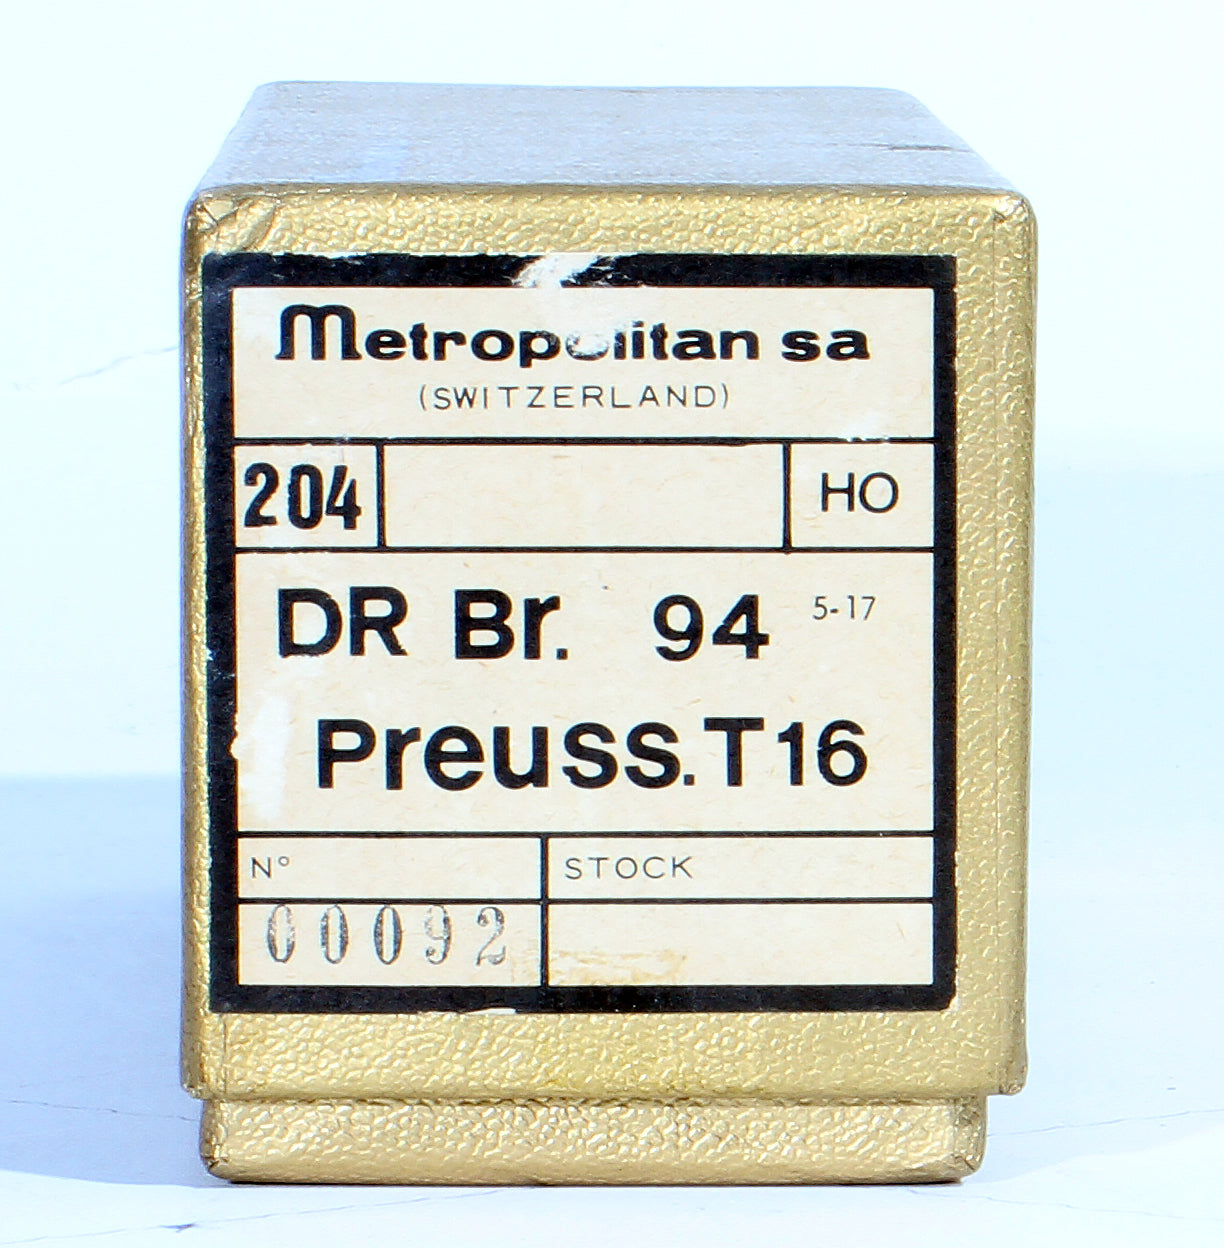 Metropolitan sa
(SWITZERLAND)
204 HO
DR Br. 94 5-17
Preuss. T16
N° STOCK
00092